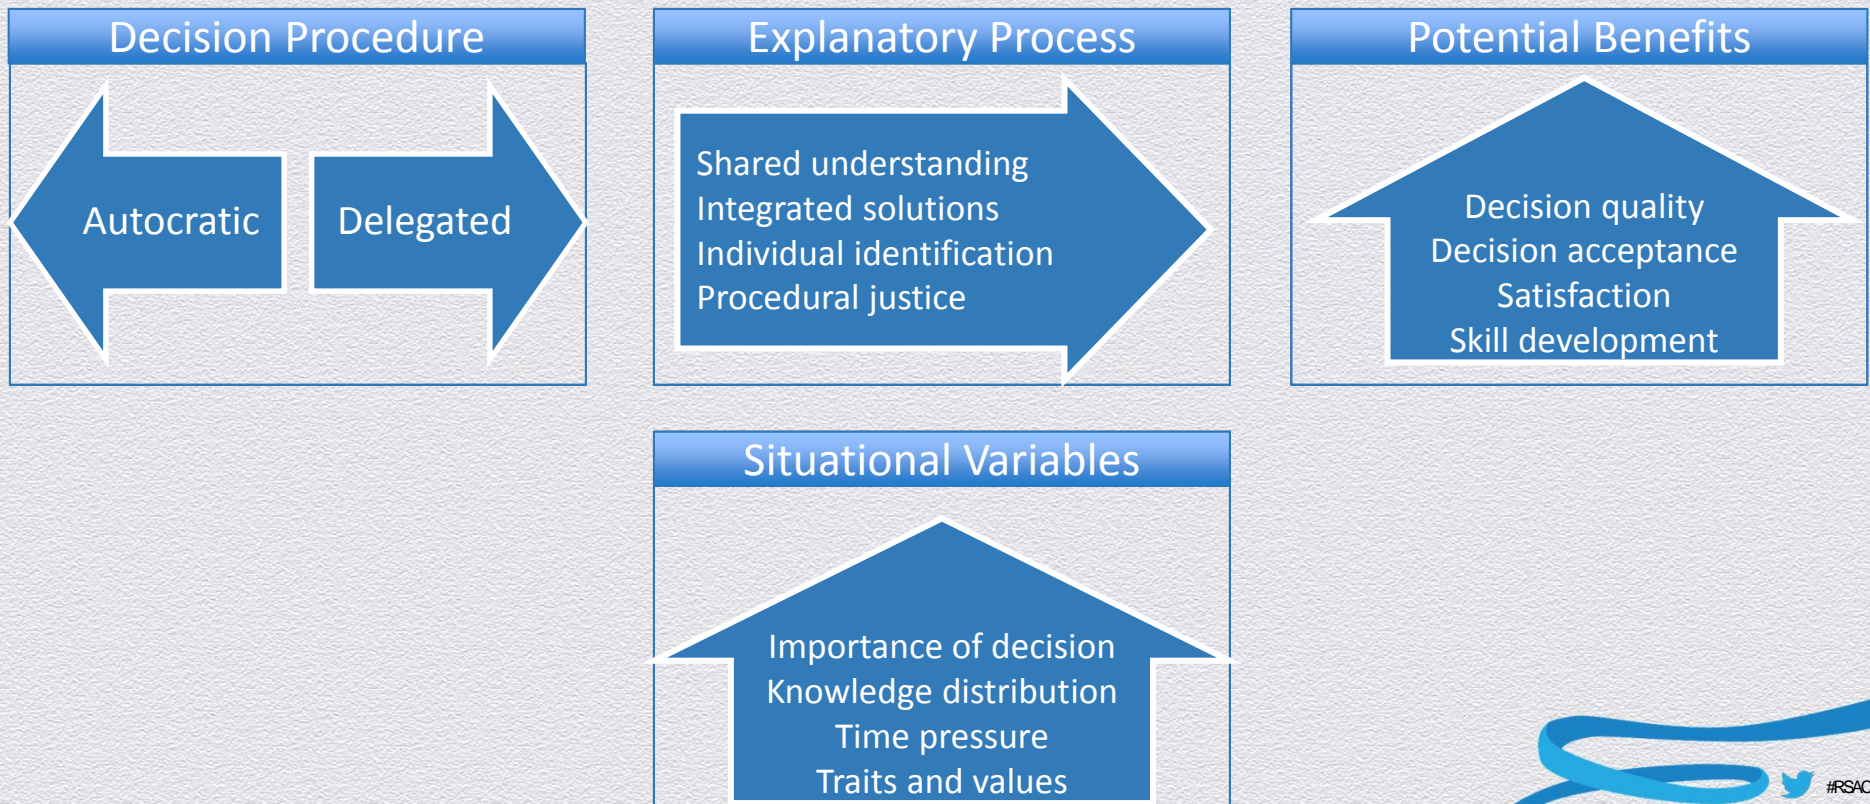 Decision Procedure
Autocratic
Delegated
Explanatory Process
Shared understanding
Integrated solutions
Individual identification
Procedural justice
Potential Benefits
Decision quality
Decision acceptance
Satisfaction
Skill development
Situational Variables
Importance of decision
Knowledge distribution
Time pressure
Traits and values
#RSAC